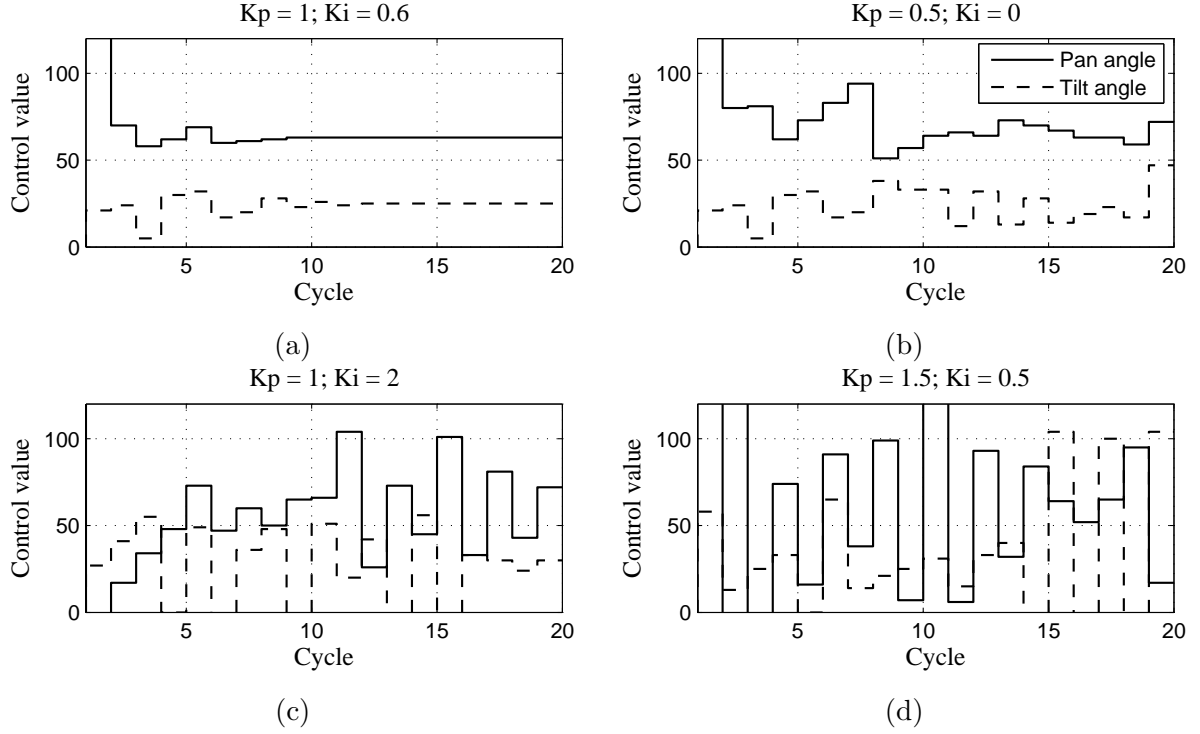 Kp = 1; Ki = 0.6
100
50
0
Control value
5
10
15
20
Cycle
(a)
Kp = 0.5; Ki = 0
Pan angle
Tilt angle
100
50
0
Control value
5
10
15
20
Cycle
(b)
Kp = 1; Ki = 2
100
50
0
Control value
5
10
15
20
Cycle
(c)
Kp = 1.5; Ki = 0.5
100
50
0
Control value
5
10
15
20
Cycle
(d)